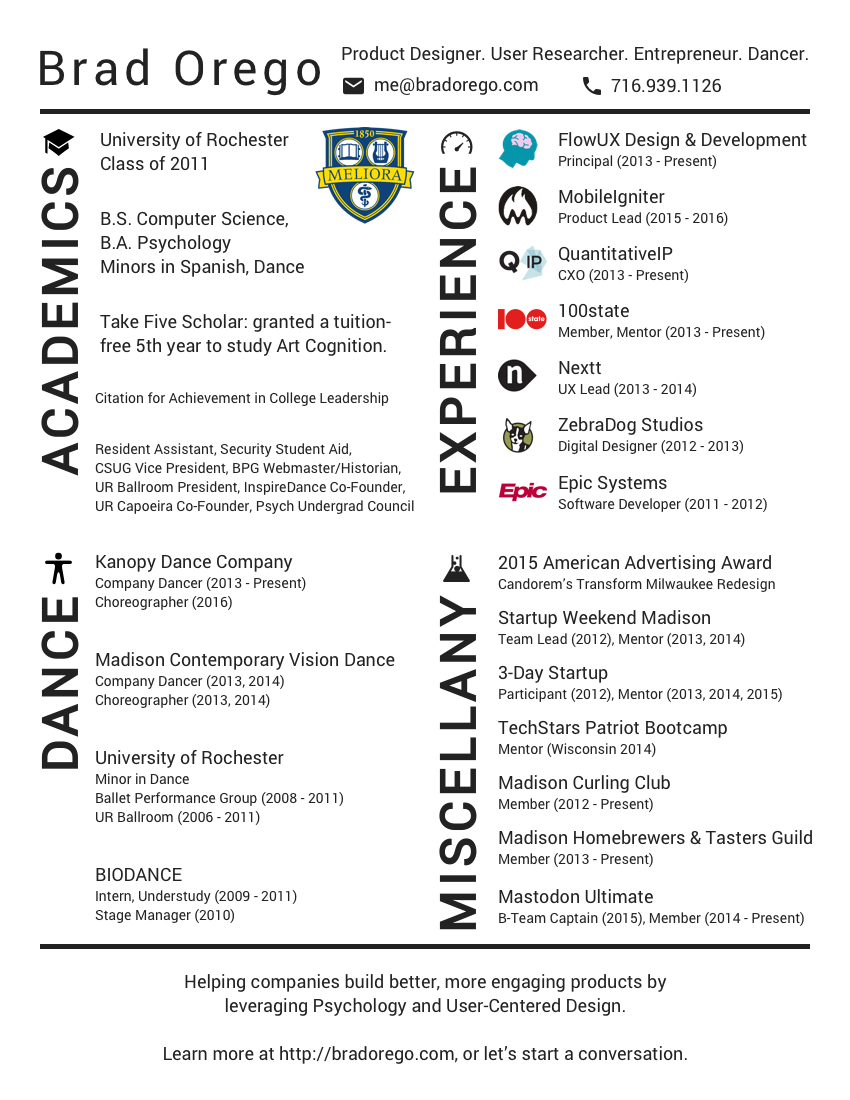 Brad Orego
Product Designer. User Researcher. Entrepreneur. Dancer.
me@bradorego.com
716.939.1126
ACADEMICS
University of Rochester
Class of 2011
1850
MELIORA
B.S. Computer Science,
B.A. Psychology
Minors in Spanish, Dance
Take Five Scholar: granted a tuition-
free 5th year to study Art Cognition.
Citation for Achievement in College Leadership
Resident Assistant, Security Student Aid,
CSUG Vice President, BPG Webmaster/Historian,
UR Ballroom President, InspireDance Co-Founder,
UR Capoeira Co-Founder, Psych Undergrad Council
EXPERIENCE
FlowUX Design & Development
Principal (2013 - Present)
MobileIgniter
Product Lead (2015 - 2016)
Q IP
QuantitativeIP
CXO (2013 - Present)
100 state
100state
Member, Mentor (2013 - Present)
n
Nextt
UX Lead (2013 - 2014)
ZebraDog Studios
Digital Designer (2012 - 2013)
Epic
Epic Systems
Software Developer (2011 - 2012)
DANCE
Kanopy Dance Company
Company Dancer (2013 - Present)
Choreographer (2016)
Madison Contemporary Vision Dance
Company Dancer (2013, 2014)
Choreographer (2013, 2014)
University of Rochester
Minor in Dance
Ballet Performance Group (2008 - 2011)
UR Ballroom (2006 - 2011)
BIODANCE
Intern, Understudy (2009 - 2011)
Stage Manager (2010)
MISCELLANY
2015 American Advertising Award
Candorem's Transform Milwaukee Redesign
Startup Weekend Madison
Team Lead (2012), Mentor (2013, 2014)
3-Day Startup
Participant (2012), Mentor (2013, 2014, 2015)
TechStars Patriot Bootcamp
Mentor (Wisconsin 2014)
Madison Curling Club
Member (2012 - Present)
Madison Homebrewers & Tasters Guild
Member (2013 - Present)
Mastodon Ultimate
B-Team Captain (2015), Member (2014 - Present)
Helping companies build better, more engaging products by
leveraging Psychology and User-Centered Design.
Learn more at http://bradorego.com, or let's start a conversation.